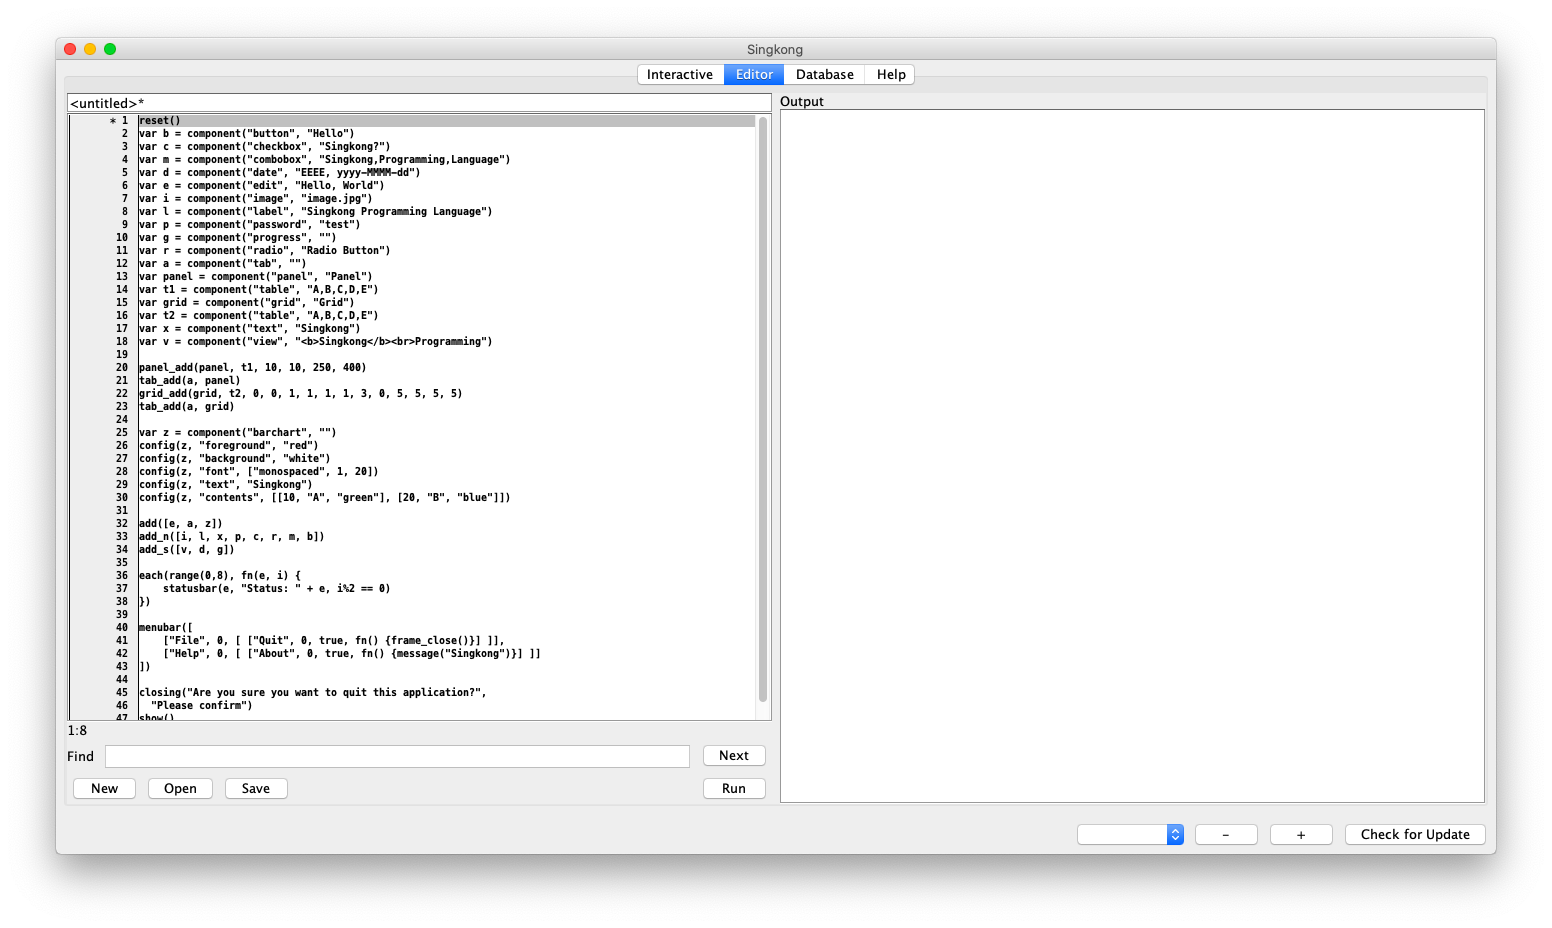 Singkong
Interactive Editor Database Help
<untitled>*
Output
* 1 reset()
2 var b = component("button", "Hello")
3 var c = component("checkbox", "Singkong?")
4 var m = component("combobox", "Singkong,Programming,Language")
5 var d = component("date", "EEEE, yyyy-MMMM-dd")
6 var e = component("edit", "Hello, World")
7 var i = component("image", "image.jpg")
8 var l = component("label", "Singkong Programming Language")
9 var p = component("password", "test")
10 var g = component("progress", "")
11 var r = component("radio", "Radio Button")
12 var a = component("tab", "")
13 var panel = component("panel", "Panel")
14 var t1 = component("table", "A,B,C,D,E")
15 var grid = component("grid", "Grid")
16 var t2 = component("table", "A,B,C,D,E")
17 var x = component("text", "Singkong")
18 var v = component("view", "<b>Singkong</b><br>Programming")
19
20 panel_add(panel, t1, 10, 10, 250, 400)
21 tab_add(a, panel)
22 grid_add(grid, t2, 0, 0, 1, 1, 1, 1, 3, 0, 5, 5, 5, 5)
23 tab_add(a, grid)
24
25 var z = component("barchart", "")
26 config(z, "foreground", "red")
27 config(z, "background", "white")
28 config(z, "font", ["monospaced", 1, 20])
29 config(z, "text", "Singkong")
30 config(z, "contents", [[10, "A", "green"], [20, "B", "blue"]])
31
32 add([e, a, z])
33 add_n([i, l, x, p, c, r, m, b])
34 add_s([v, d, g])
35
36 each(range(0,8), fn(e, i) {
37     statusbar(e, "Status: " + e, i%2 == 0)
38 })
39
40 menubar([
41     ["File", 0, [ ["Quit", 0, true, fn() {frame_close()}] ]],
42     ["Help", 0, [ ["About", 0, true, fn() {message("Singkong")}] ]]
43 ])
44
45 closing("Are you sure you want to quit this application?",
46   "Please confirm")
47 show()
1:8
Find Next
New Open Save Run
- + Check for Update